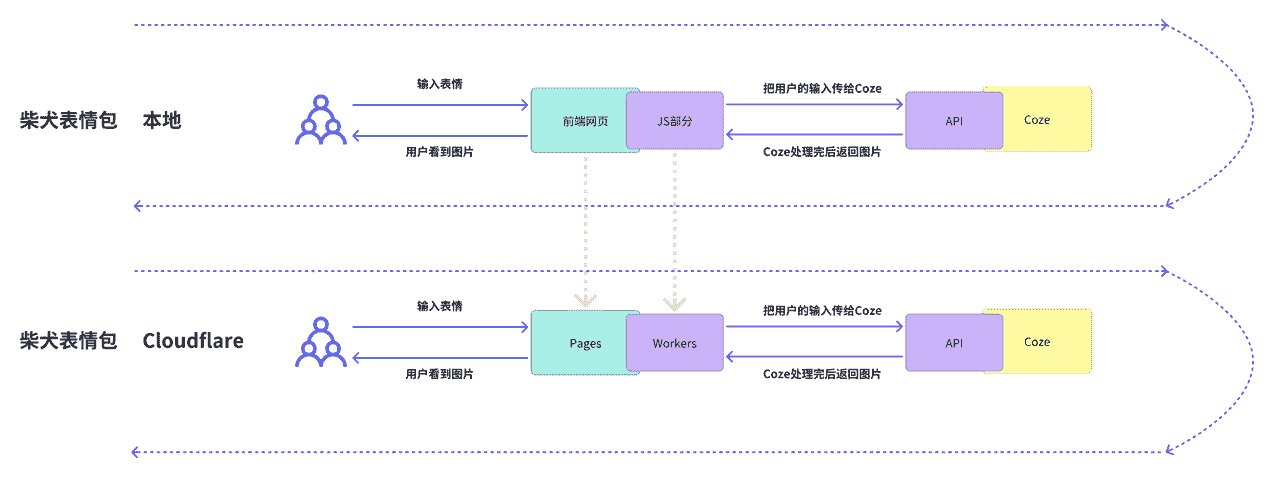 输入表情
把用户的输入传给Coze
柴犬表情包 本地
前端网页
JS部分
API
Coze
用户看到图片
Coze处理完后返回图片
输入表情
把用户的输入传给Coze
柴犬表情包 Cloudflare
Pages
Workers
API
Coze
用户看到图片
Coze处理完后返回图片